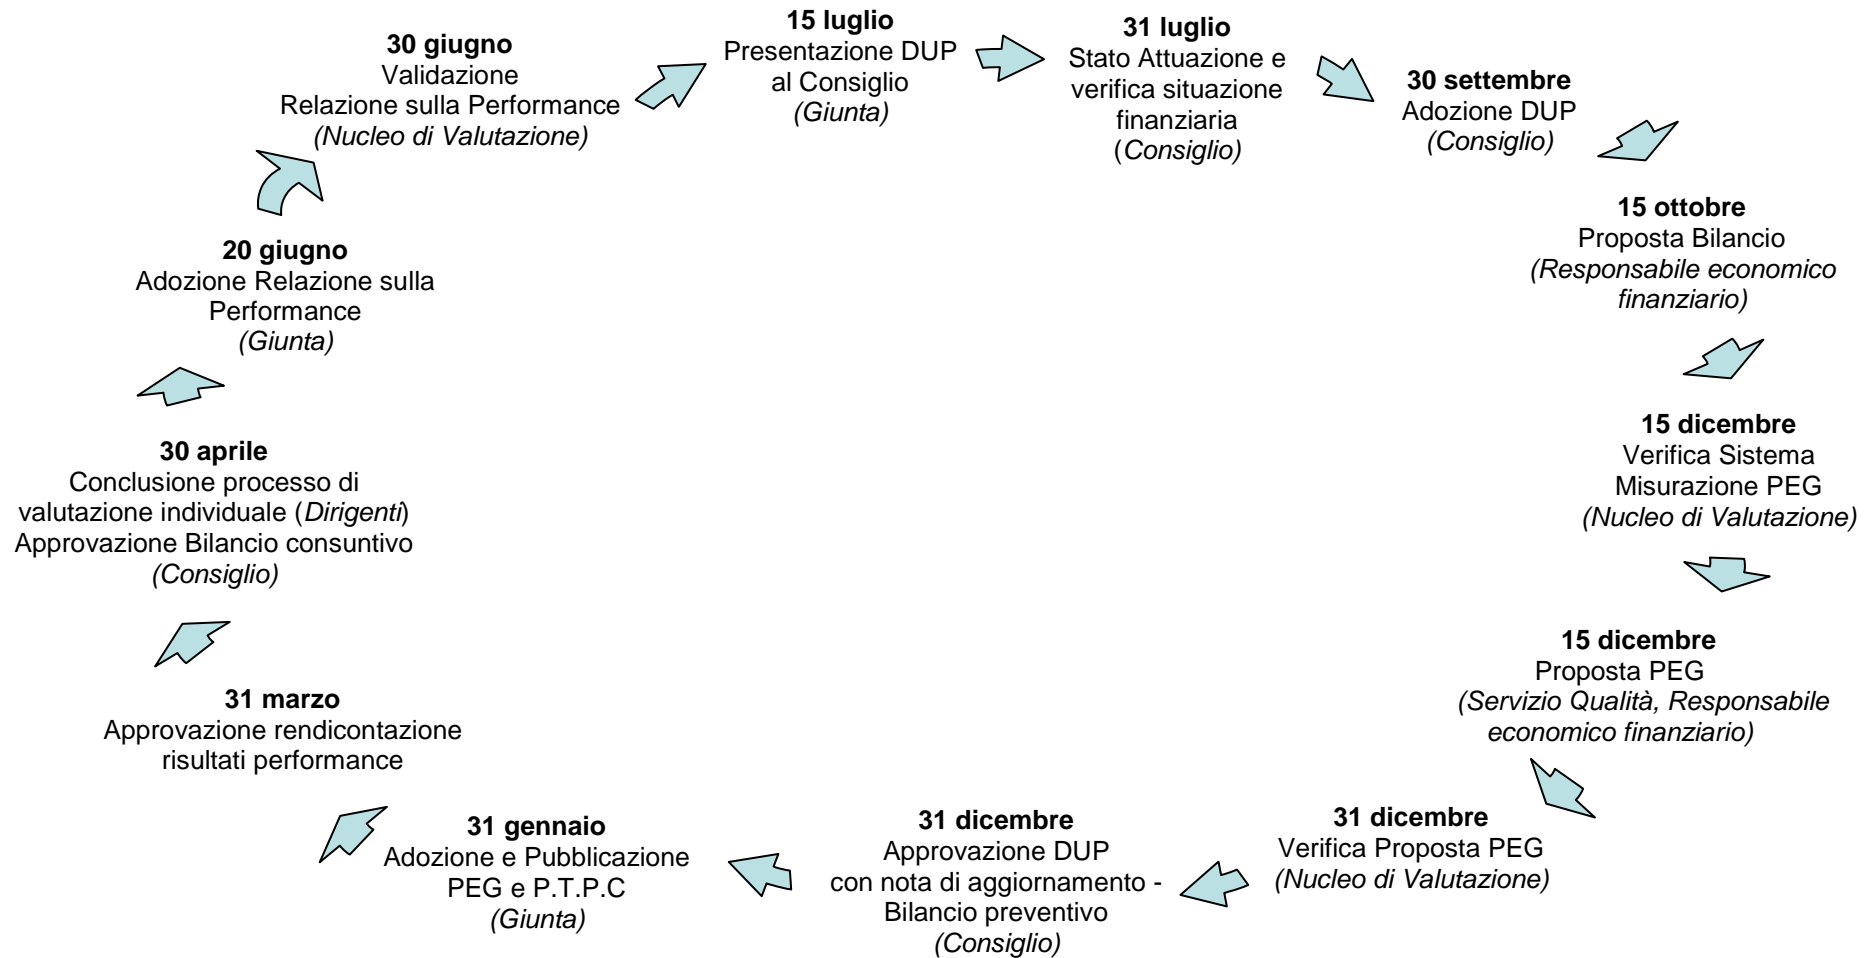 15 luglio
Presentazione DUP
al Consiglio
(Giunta)
31 luglio
Stato Attuazione e
verifica situazione
finanziaria
(Consiglio)
30 settembre
Adozione DUP
(Consiglio)
15 ottobre
Proposta Bilancio
(Responsabile economico
finanziario)
15 dicembre
Verifica Sistema
Misurazione PEG
(Nucleo di Valutazione)
15 dicembre
Proposta PEG
(Servizio Qualità, Responsabile
economico finanziario)
31 dicembre
Verifica Proposta PEG
(Nucleo di Valutazione)
31 dicembre
Approvazione DUP
con nota di aggiornamento -
Bilancio preventivo
(Consiglio)
31 gennaio
Adozione e Pubblicazione
PEG e P.T.P.C
(Giunta)
31 marzo
Approvazione rendicontazione
risultati performance
30 aprile
Conclusione processo di
valutazione individuale (Dirigenti)
Approvazione Bilancio consuntivo
(Consiglio)
20 giugno
Adozione Relazione sulla
Performance
(Giunta)
30 giugno
Validazione
Relazione sulla Performance
(Nucleo di Valutazione)